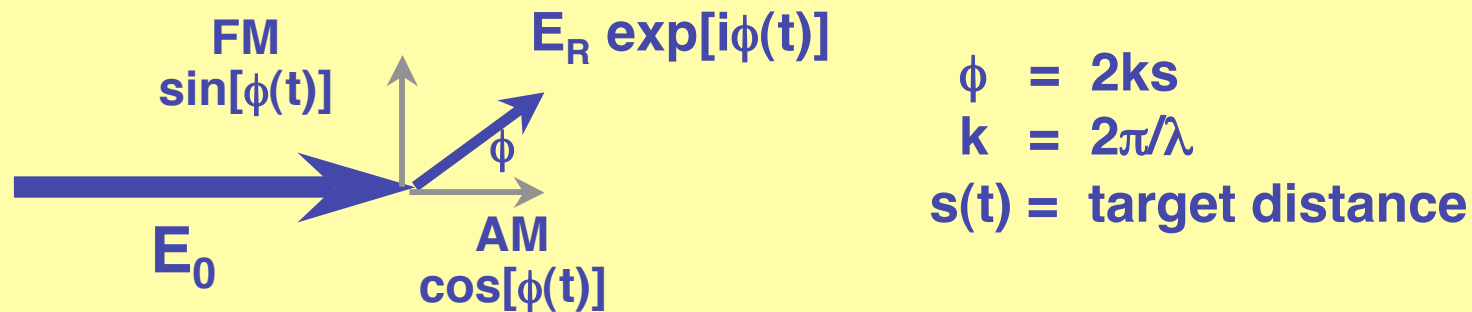 FM
sin[ϕ(t)]
E_R exp[iϕ(t)]
ϕ
E_0
AM
cos[ϕ(t)]
ϕ = 2ks
k = 2π/λ
s(t) = target distance